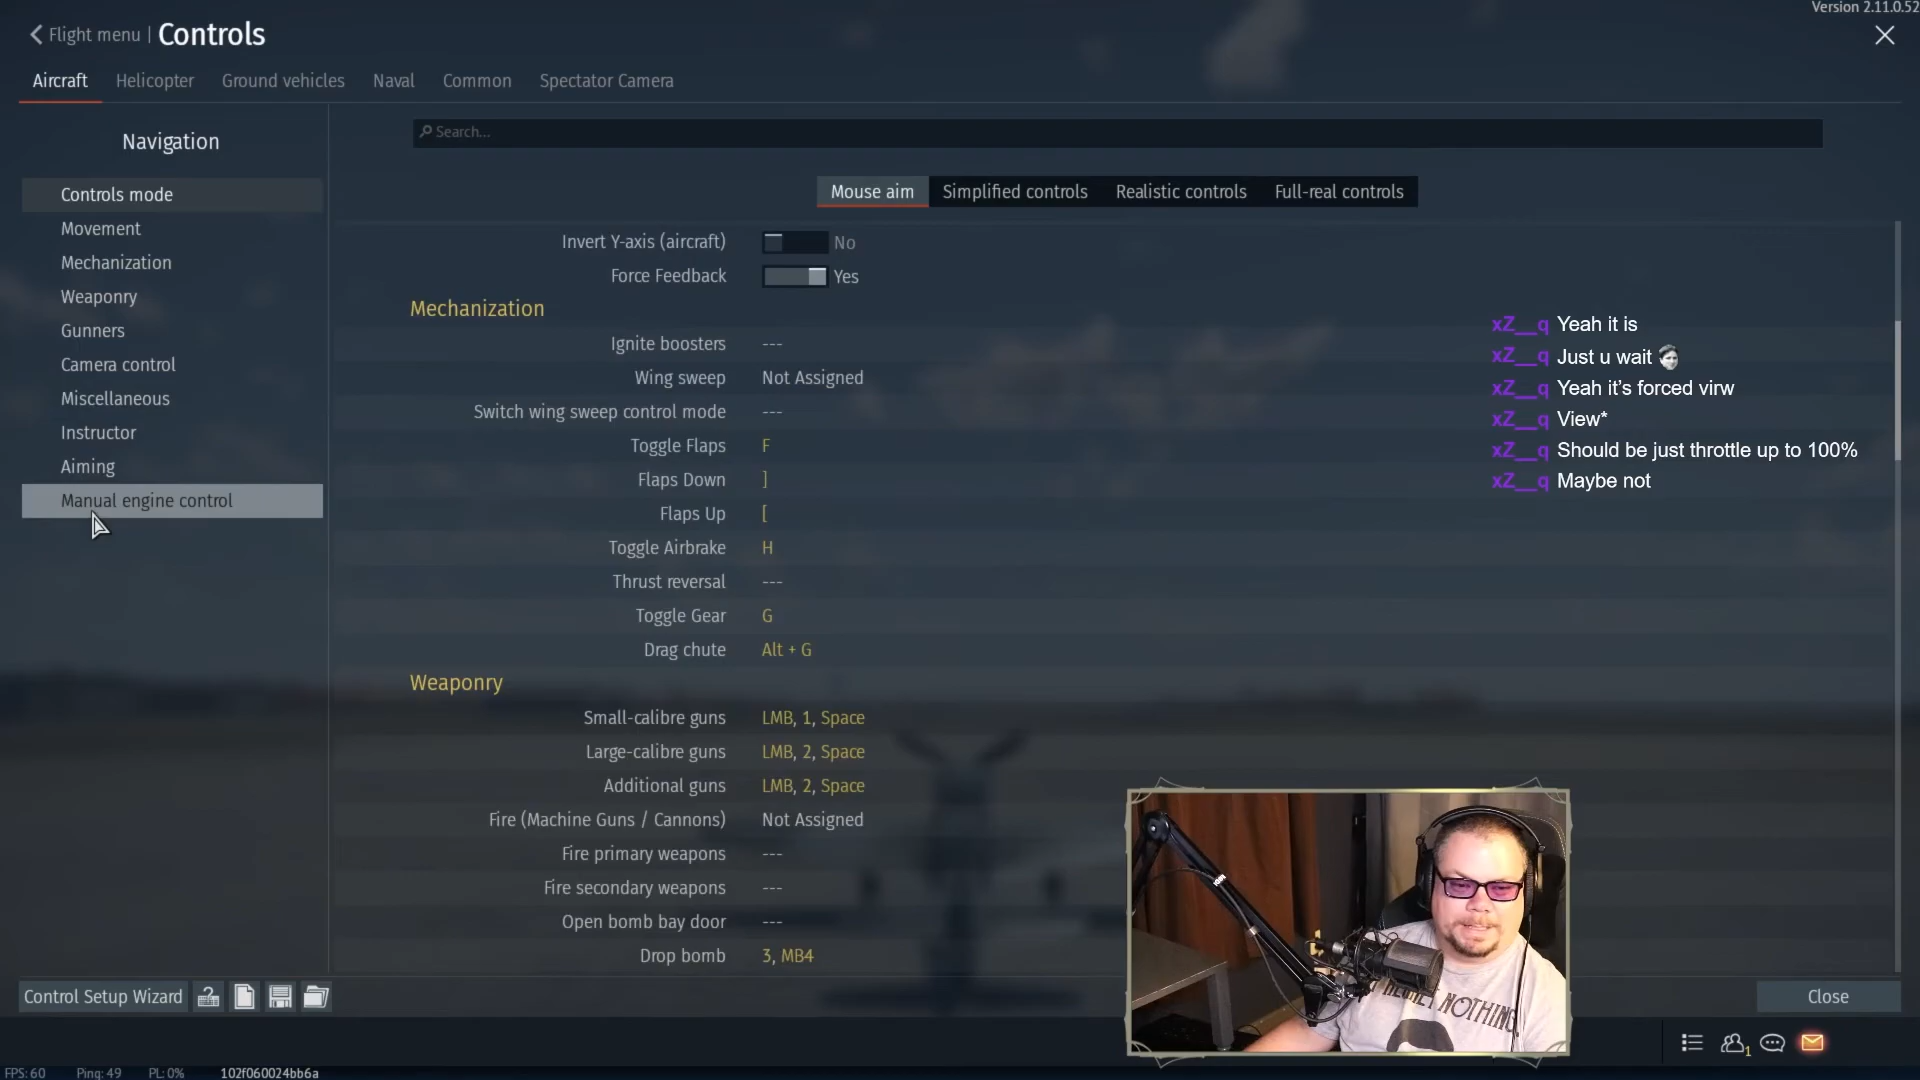 Version 2.11.0.52
Flight menu | Controls
Aircraft Helicopter Ground vehicles Naval Common Spectator Camera
Navigation
Controls mode
Movement
Mechanization
Weaponry
Gunners
Camera control
Miscellaneous
Instructor
Aiming
Manual engine control
Search...
Mouse aim Simplified controls Realistic controls Full-real controls
Invert Y-axis (aircraft) No
Force Feedback Yes
Mechanization
Ignite boosters ---
Wing sweep Not Assigned
Switch wing sweep control mode ---
Toggle Flaps F
Flaps Down ]
Flaps Up [
Toggle Airbrake H
Thrust reversal ---
Toggle Gear G
Drag chute Alt + G
Weaponry
Small-calibre guns LMB, 1, Space
Large-calibre guns LMB, 2, Space
Additional guns LMB, 2, Space
Fire (Machine Guns / Cannons) Not Assigned
Fire primary weapons ---
Fire secondary weapons ---
Open bomb bay door ---
Drop bomb 3, MB4
xZ__q Yeah it is
xZ__q Just u wait
xZ__q Yeah it's forced virw
xZ__q View*
xZ__q Should be just throttle up to 100%
xZ__q Maybe not
NOTHING
Control Setup Wizard
Close
1
FPS: 60 Ping: 49 PL: 0% 102f060024bb6a